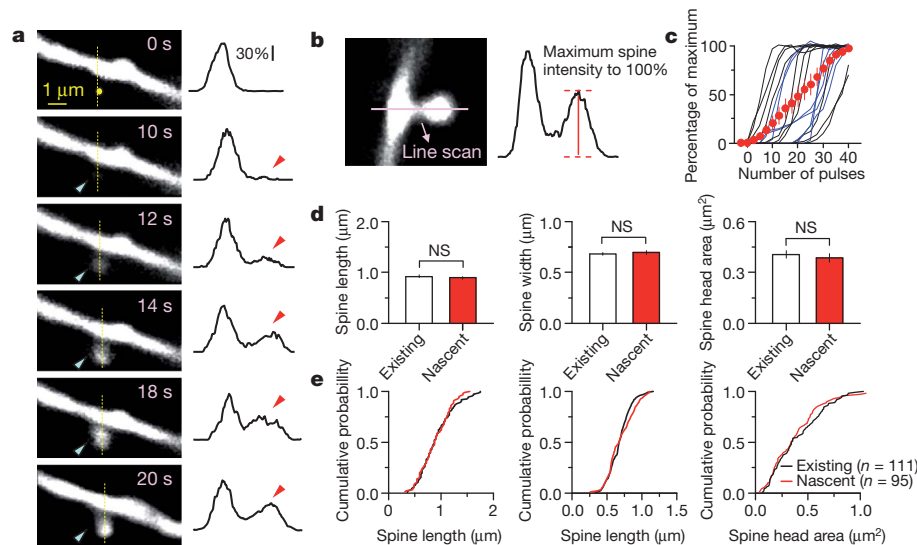 a
0 s
30%
1 μm
10 s
12 s
14 s
18 s
20 s
b
Line scan
Maximum spine
intensity to 100%
c
Percentage of maximum
100
50
0
0 10 20 30 40
Number of pulses
d
Spine length (μm)
2.0
1.0
0.0
NS
Existing
Nascent
Spine width (μm)
1.0
0.5
0.0
NS
Existing
Nascent
Spine head area (μm²)
0.6
0.3
0.0
NS
Existing
Nascent
e
Cumulative probability
1.0
0.5
0.0
0 1 2
Spine length (μm)
Cumulative probability
1.0
0.5
0.0
0.0 0.5 1.0 1.5
Spine length (μm)
Cumulative probability
1.0
0.5
0.0
0.0 0.5 1.0
Spine head area (μm²)
Existing (n = 111)
Nascent (n = 95)